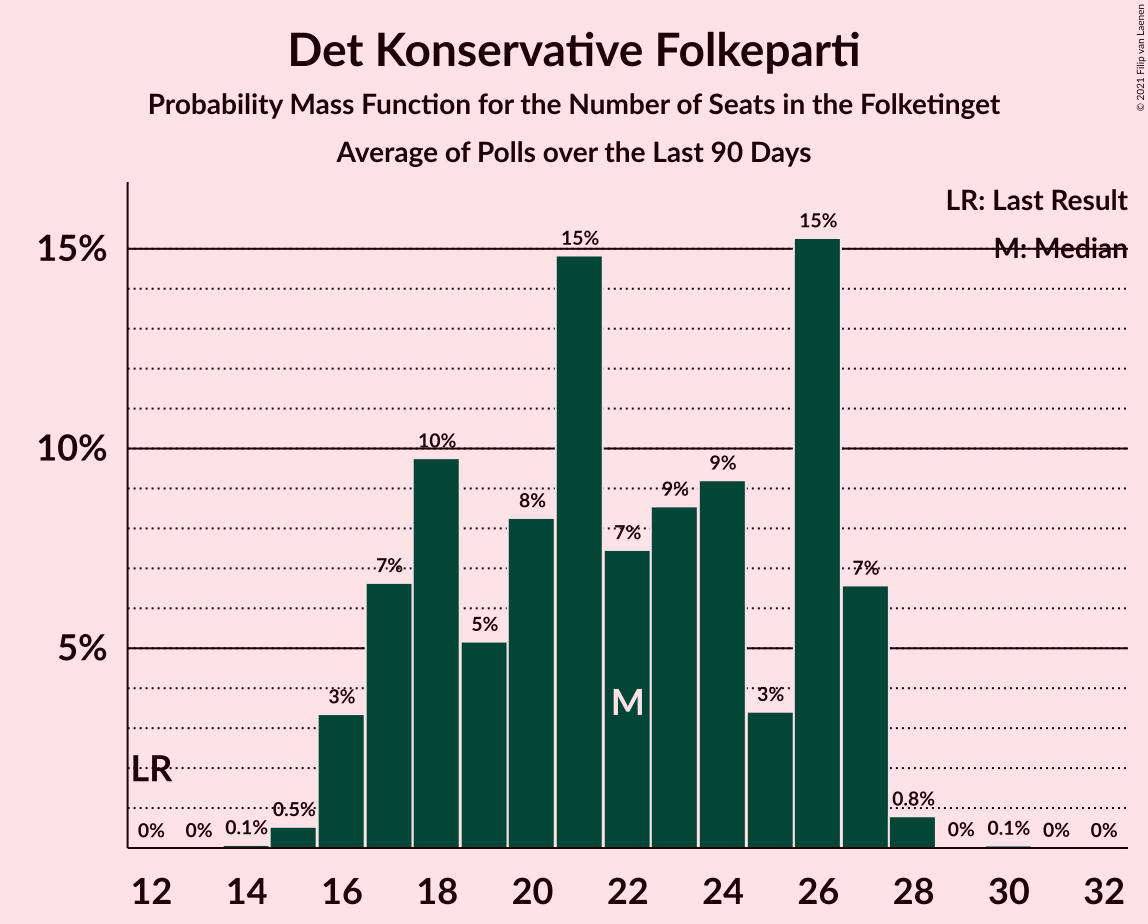 Det Konservative Folkeparti
Probability Mass Function for the Number of Seats in the Folketinget
Average of Polls over the Last 90 Days
© 2021 Filip van Laenen
LR: Last Result
M: Median
15%
10%
5%
0%
0%
0.1%
0.5%
3%
7%
10%
5%
8%
15%
7%
9%
9%
3%
15%
7%
0.8%
0%
0.1%
0%
0%
LR
M
12 14 16 18 20 22 24 26 28 30 32